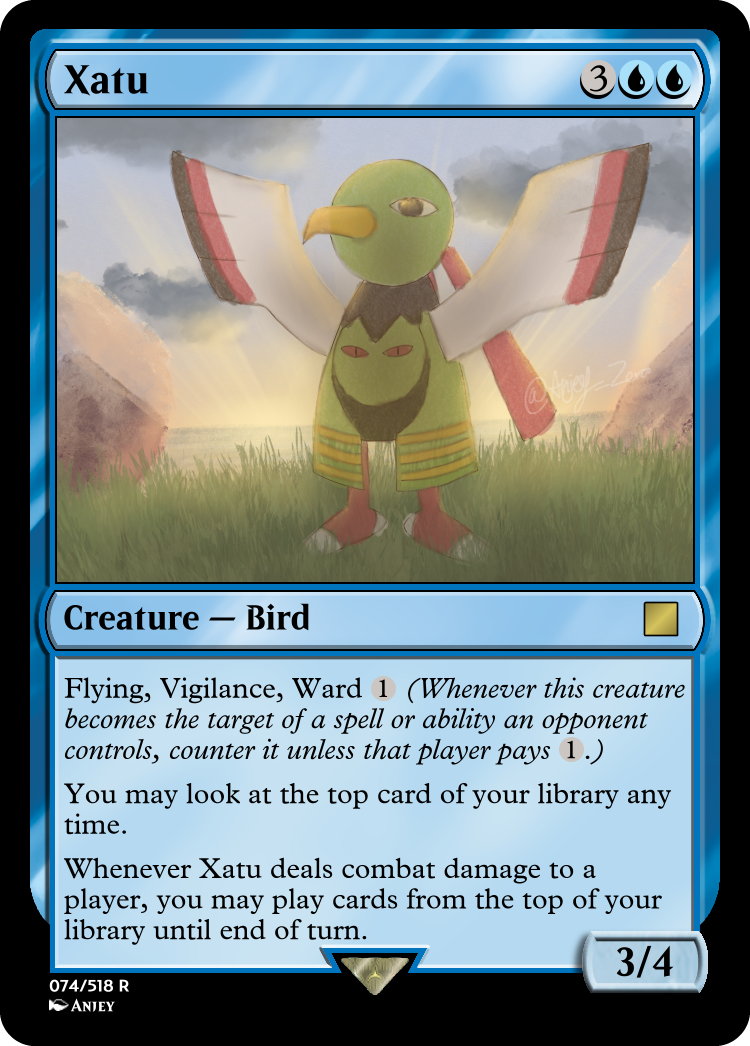 Xatu 3
@Anjey_Zero
Creature — Bird
Flying, Vigilance, Ward 1 (Whenever this creature
becomes the target of a spell or ability an opponent
controls, counter it unless that player pays 1.)
You may look at the top card of your library any
time.
Whenever Xatu deals combat damage to a
player, you may play cards from the top of your
library until end of turn.
3/4
074/518 R
Anjey